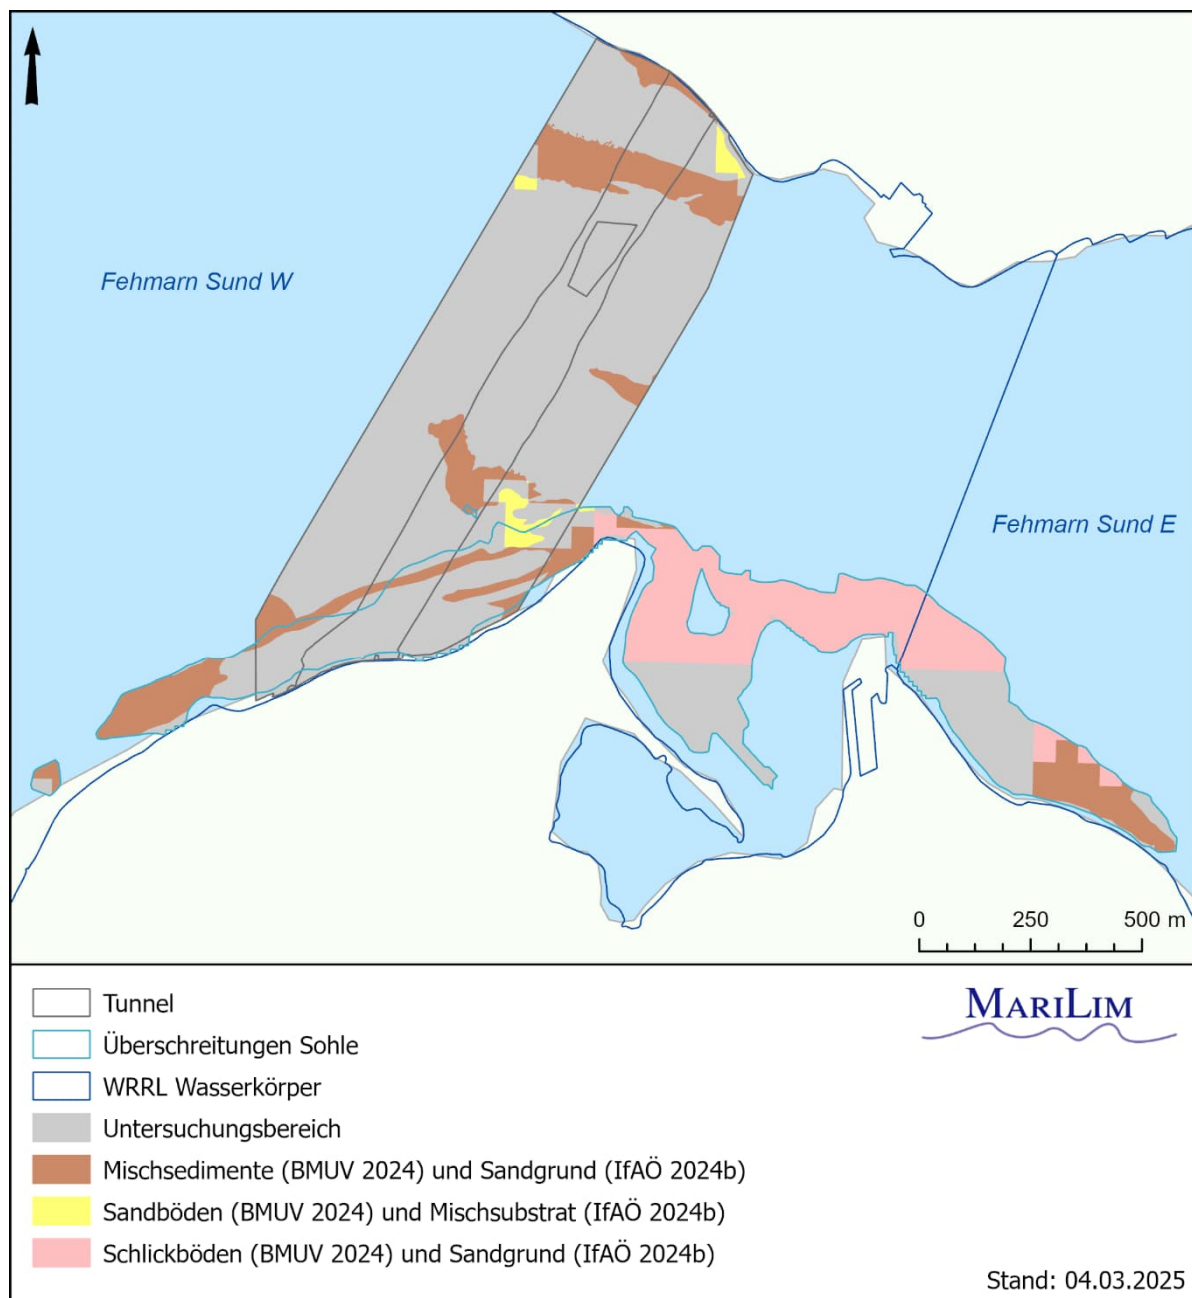 Fehmarn Sund W
Fehmarn Sund E
0 250 500 m
Tunnel
Überschreitungen Sohle
WRRL Wasserkörper
Untersuchungsbereich
Mischsedimente (BMUV 2024) und Sandgrund (IfAÖ 2024b)
Sandböden (BMUV 2024) und Mischsubstrat (IfAÖ 2024b)
Schlickböden (BMUV 2024) und Sandgrund (IfAÖ 2024b)
MARILIM
Stand: 04.03.2025